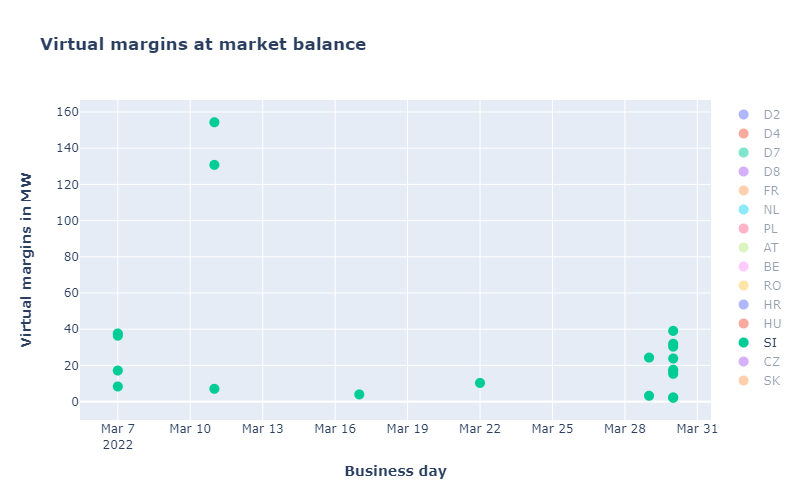 Virtual margins at market balance
Virtual margins in MW
160
140
120
100
80
60
40
20
0
Mar 7
2022
Mar 10
Mar 13
Mar 16
Mar 19
Mar 22
Mar 25
Mar 28
Mar 31
Business day
D2
D4
D7
D8
FR
NL
PL
AT
BE
RO
HR
HU
SI
CZ
SK